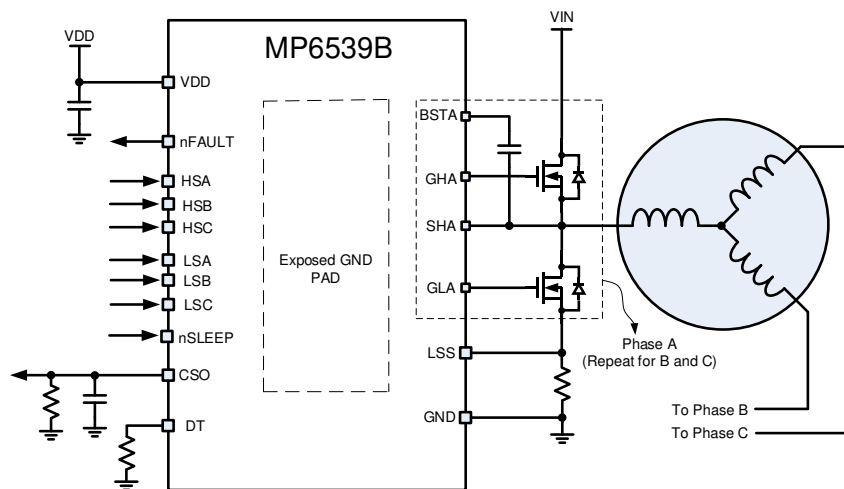 MP6539B
VIN
VDD
VDD
BSTA
nFAULT
HSA
GHA
HSB
HSC
SHA
Exposed GND
PAD
LSA
LSB
GLA
LSC
nSLEEP
Phase A
(Repeat for B and C)
LSS
CSO
To Phase B
GND
DT
To Phase C